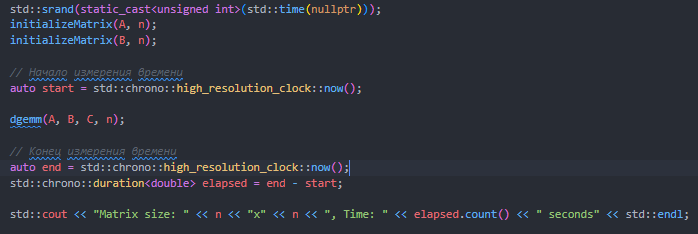 std::srand(static_cast<unsigned int>(std::time(nullptr)));
initializeMatrix(A, n);
initializeMatrix(B, n);
// Начало измерения времени
auto start = std::chrono::high_resolution_clock::now();
dgemm(A, B, C, n);
// Конец измерения времени
auto end = std::chrono::high_resolution_clock::now();
std::chrono::duration<double> elapsed = end - start;
std::cout << "Matrix size: " << n << "x" << n << ", Time: " << elapsed.count() << " seconds" << std::endl;